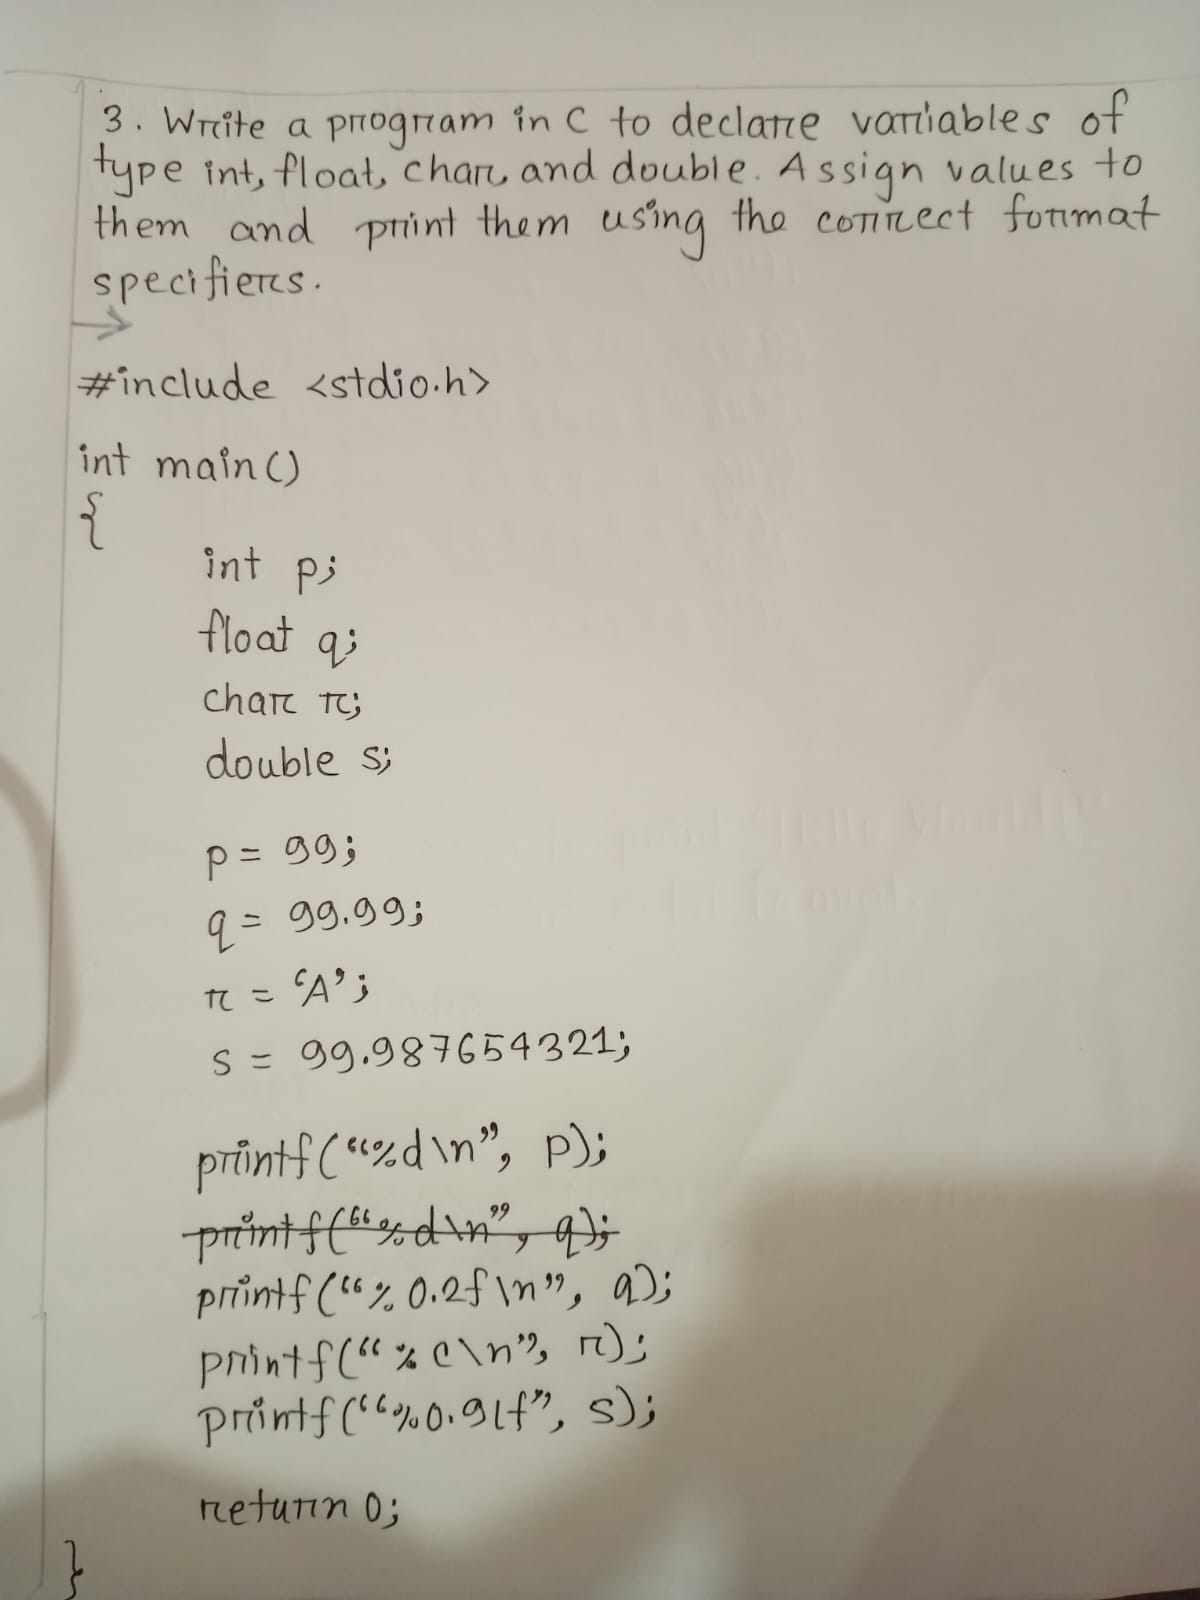 3. Write a program in C to declare variables of
type int, float, char, and double. Assign values to
them and print them using the correct format
specifiers.
→
#include <stdio.h>
int main()
{
int p;
float q;
char r;
double s;
p = 99;
q = 99.99;
r = ‘A’;
s = 99.987654321;
printf(“%d\n”, p);
printf(“%d\n”, q);
printf(“%0.2f\n”, q);
printf(“%c\n”, r);
printf(“%0.9lf”, s);
return 0;
}